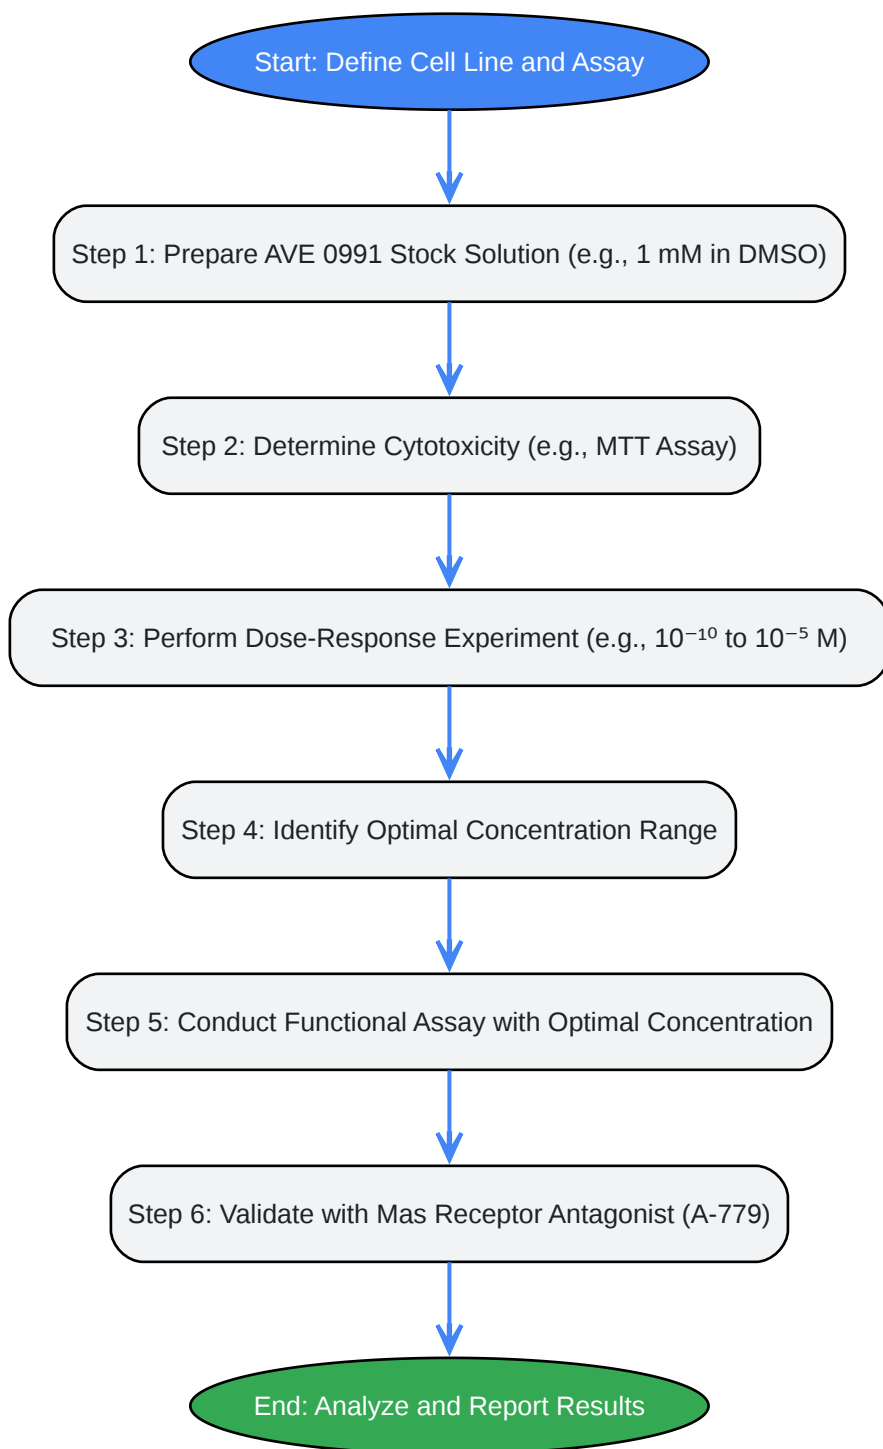 Start: Define Cell Line and Assay
Step 1: Prepare AVE 0991 Stock Solution (e.g., 1 mM in DMSO)
Step 2: Determine Cytotoxicity (e.g., MTT Assay)
Step 3: Perform Dose-Response Experiment (e.g., 10⁻¹⁰ to 10⁻⁵ M)
Step 4: Identify Optimal Concentration Range
Step 5: Conduct Functional Assay with Optimal Concentration
Step 6: Validate with Mas Receptor Antagonist (A-779)
End: Analyze and Report Results